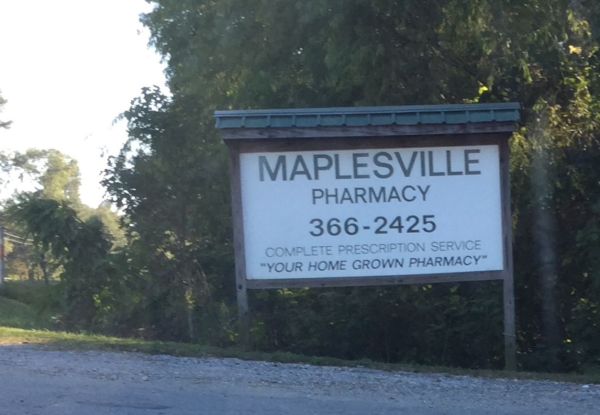 MAPLESVILLE
PHARMACY
366-2425
COMPLETE PRESCRIPTION SERVICE
"YOUR HOME GROWN PHARMACY"